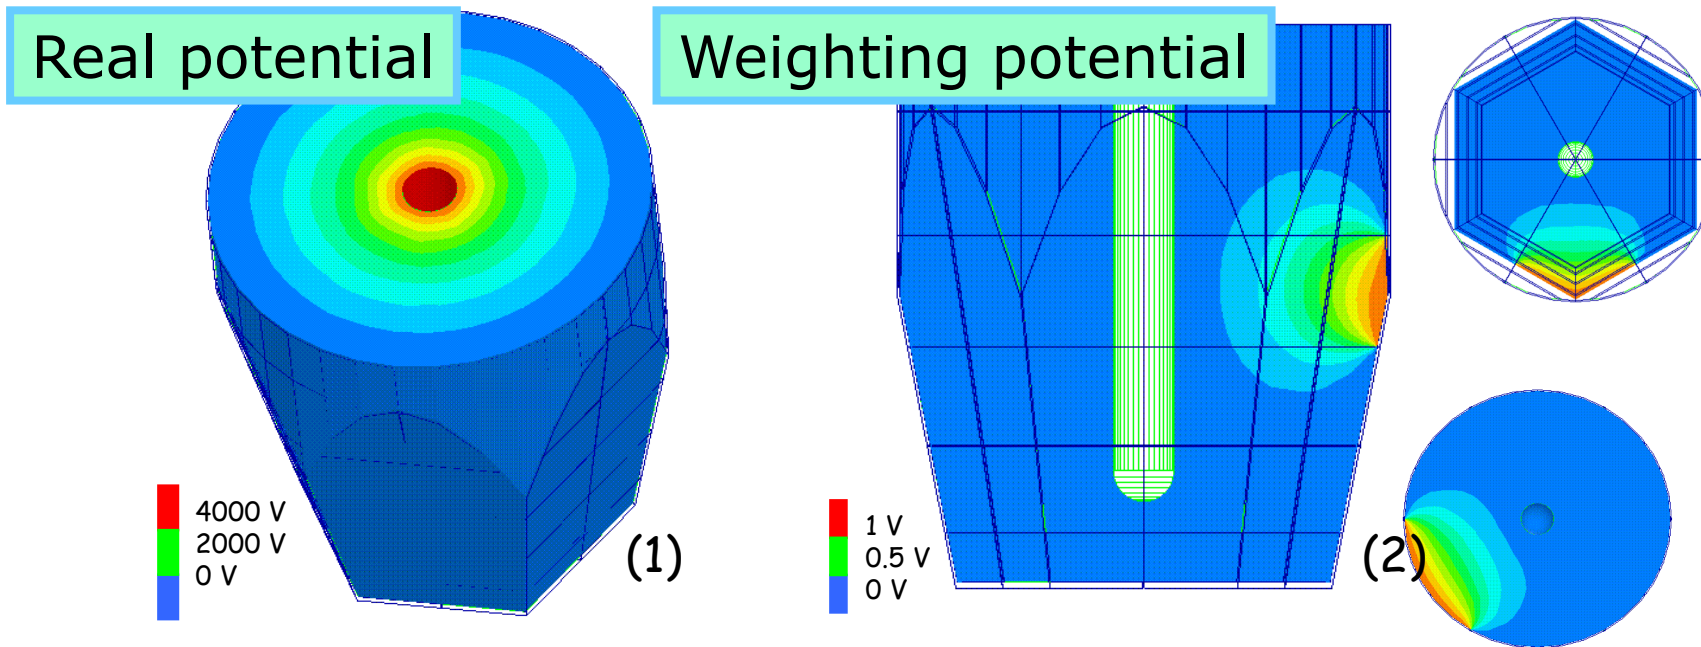 Real potential
Weighting potential
4000 V
2000 V
0 V
(1)
1 V
0.5 V
0 V
(2)